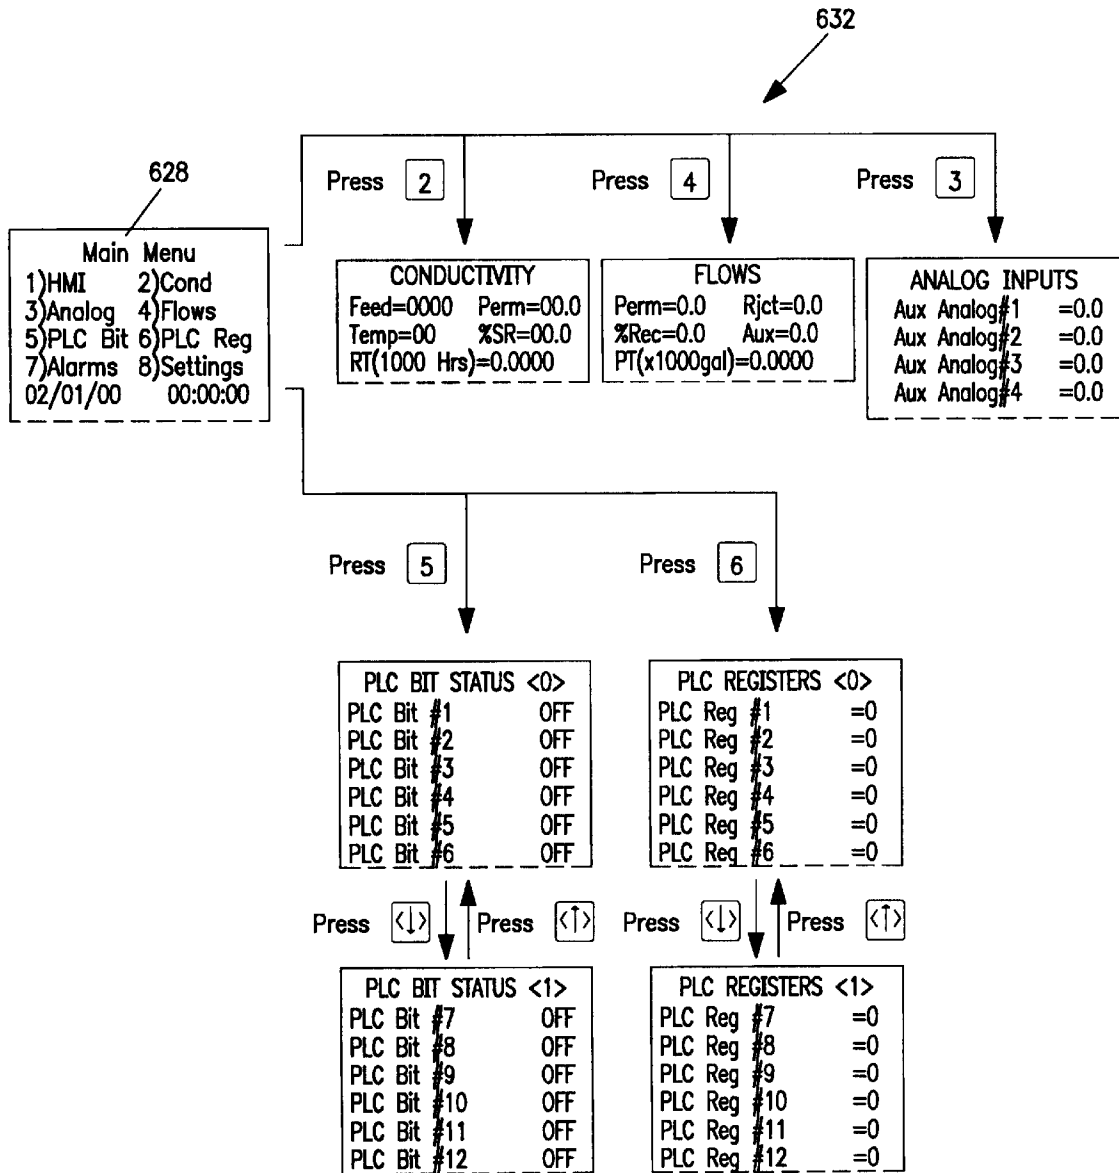 632
628
Press 2
Press 4
Press 3
Main Menu
1)HMI 2)Cond
3)Analog 4)Flows
5)PLC Bit 6)PLC Reg
7)Alarms 8)Settings
02/01/00 00:00:00
CONDUCTIVITY
Feed=0000 Perm=00.0
Temp=00 %SR=00.0
RT(1000 Hrs)=0.0000
FLOWS
Perm=0.0 Rjct=0.0
%Rec=0.0 Aux=0.0
PT(x1000gal)=0.0000
ANALOG INPUTS
Aux Analog#1 =0.0
Aux Analog#2 =0.0
Aux Analog#3 =0.0
Aux Analog#4 =0.0
Press 5
Press 6
PLC BIT STATUS <0>
PLC Bit #1 OFF
PLC Bit #2 OFF
PLC Bit #3 OFF
PLC Bit #4 OFF
PLC Bit #5 OFF
PLC Bit #6 OFF
PLC REGISTERS <0>
PLC Reg #1 =0
PLC Reg #2 =0
PLC Reg #3 =0
PLC Reg #4 =0
PLC Reg #5 =0
PLC Reg #6 =0
Press <↓> Press <↑>
Press <↓> Press <↑>
PLC BIT STATUS <1>
PLC Bit #7 OFF
PLC Bit #8 OFF
PLC Bit #9 OFF
PLC Bit #10 OFF
PLC Bit #11 OFF
PLC Bit #12 OFF
PLC REGISTERS <1>
PLC Reg #7 =0
PLC Reg #8 =0
PLC Reg #9 =0
PLC Reg #10 =0
PLC Reg #11 =0
PLC Reg #12 =0